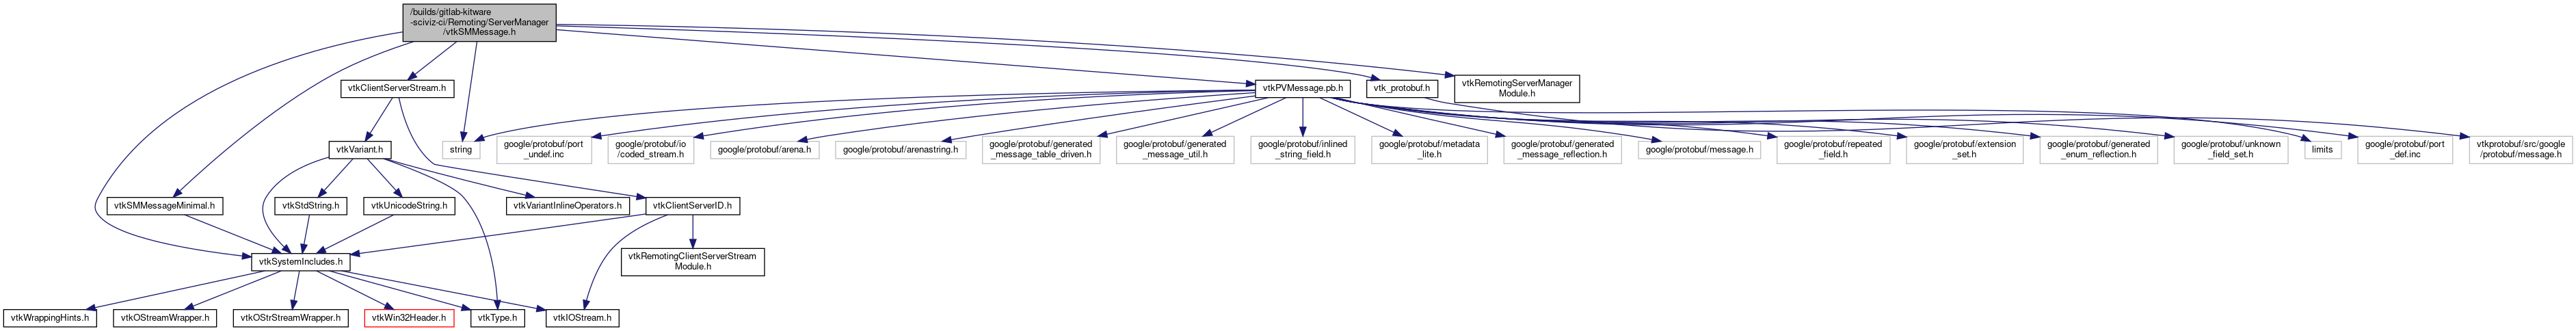 /builds/gitlab-kitware
-sciviz-ci/Remoting/ServerManager
/vtkSMMessage.h
vtkClientServerStream.h
vtkPVMessage.pb.h
vtk_protobuf.h
vtkRemotingServerManager
Module.h
vtkVariant.h
string
google/protobuf/port
_undef.inc
google/protobuf/io
/coded_stream.h
google/protobuf/arena.h
google/protobuf/arenastring.h
google/protobuf/generated
_message_table_driven.h
google/protobuf/generated
_message_util.h
google/protobuf/inlined
_string_field.h
google/protobuf/metadata
_lite.h
google/protobuf/generated
_message_reflection.h
google/protobuf/message.h
google/protobuf/repeated
_field.h
google/protobuf/extension
_set.h
google/protobuf/generated
_enum_reflection.h
google/protobuf/unknown
_field_set.h
limits
google/protobuf/port
_def.inc
vtkprotobuf/src/google
/protobuf/message.h
vtkSMMessageMinimal.h
vtkStdString.h
vtkUnicodeString.h
vtkVariantInlineOperators.h
vtkClientServerID.h
vtkSystemIncludes.h
vtkRemotingClientServerStream
Module.h
vtkWrappingHints.h
vtkOStreamWrapper.h
vtkOStrStreamWrapper.h
vtkWin32Header.h
vtkType.h
vtkIOStream.h